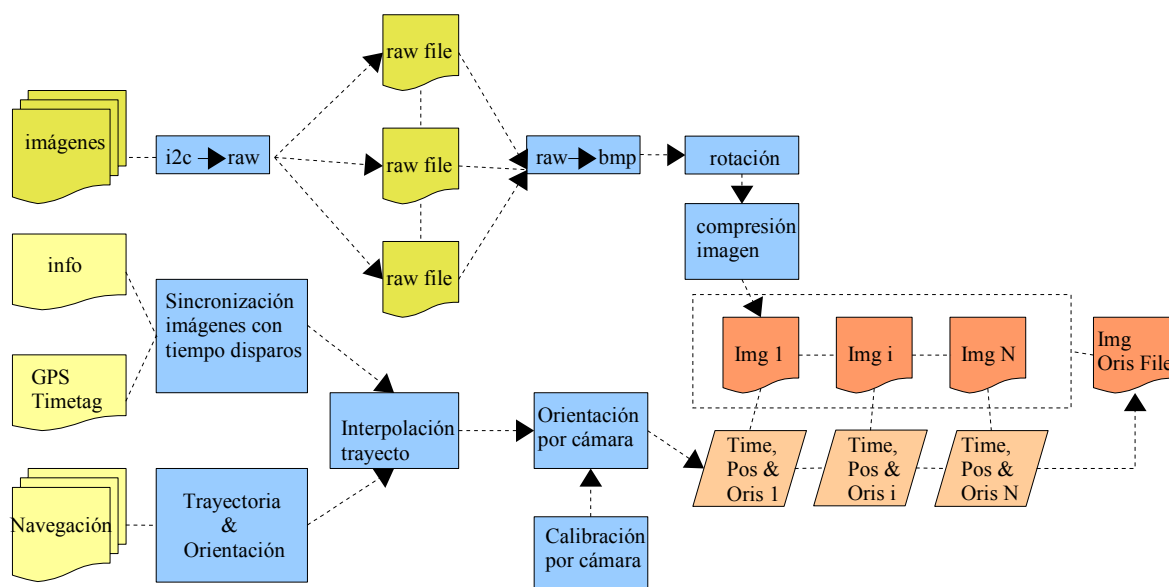 imágenes
i2c raw
raw file
raw file
raw file
raw bmp
rotación
compresión
imagen
info
GPS
Timetag
Sincronización
imágenes con
tiempo disparos
Navegación
Trayectoria
&
Orientación
Interpolación
trayecto
Orientación
por cámara
Calibración
por cámara
Img 1
Img i
Img N
Img
Oris File
Time,
Pos &
Oris 1
Time,
Pos &
Oris i
Time,
Pos &
Oris N